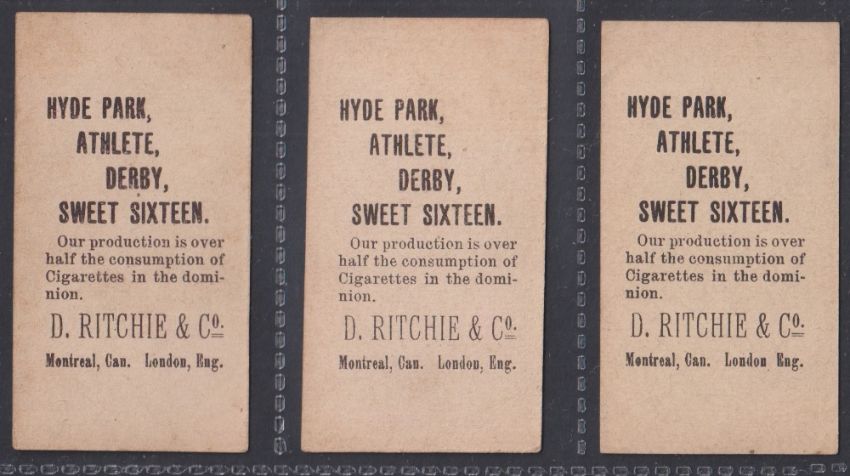 HYDE PARK,
ATHLETE,
DERBY,
SWEET SIXTEEN.
Our production is over
half the consumption of
Cigarettes in the domi-
nion.
D. RITCHIE & Co.
Montreal, Can. London, Eng.
HYDE PARK,
ATHLETE,
DERBY,
SWEET SIXTEEN.
Our production is over
half the consumption of
Cigarettes in the domi-
nion.
D. RITCHIE & Co.
Montreal, Can. London, Eng.
HYDE PARK,
ATHLETE,
DERBY,
SWEET SIXTEEN.
Our production is over
half the consumption of
Cigarettes in the domi-
nion.
D. RITCHIE & Co.
Montreal, Can. London Eng.